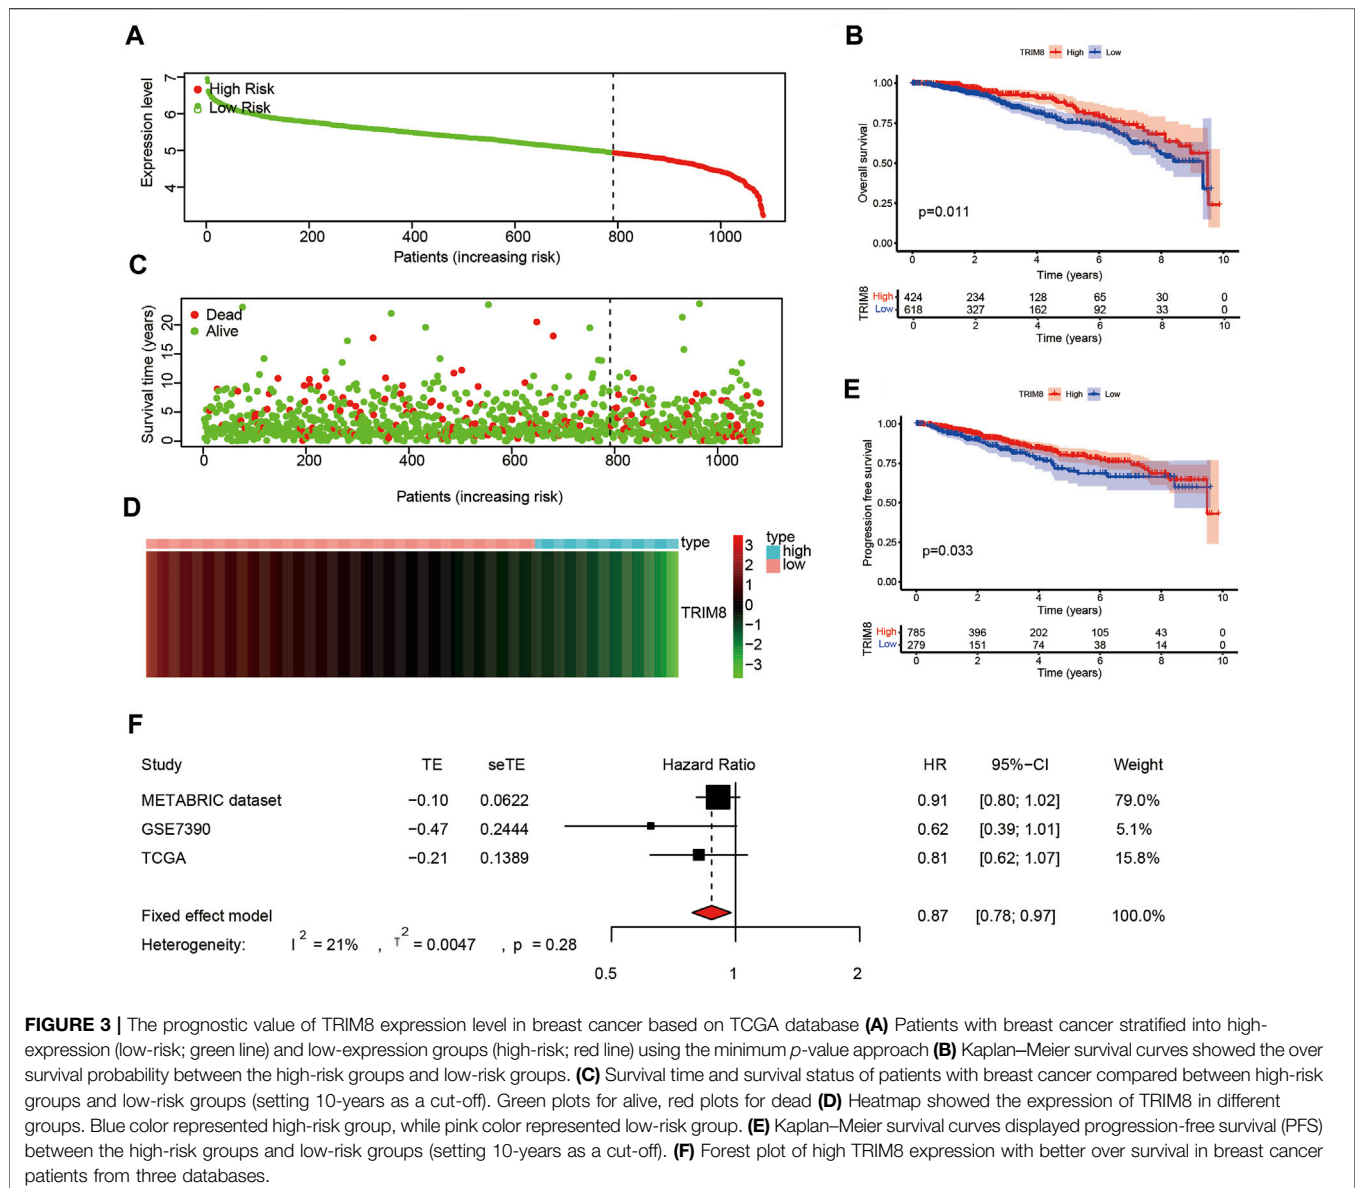 A
7
6
5
4
Expression level
High Risk
Low Risk
0 200 400 600 800 1000
Patients (increasing risk)
B
TRIM8 High Low
1.00
0.75
0.50
0.25
0.00
Overall survival
p=0.011
0 2 4 6 8 10
Time (years)
TRIM8
High 424 234 128 65 30 0
Low 618 327 162 92 33 0
0 2 4 6 8 10
Time (years)
C
20
15
10
5
0
Survival time (years)
Dead
Alive
0 200 400 600 800 1000
Patients (increasing risk)
D
type
TRIM8
3
2
1
0
−1
−2
−3
type
high
low
E
TRIM8 High Low
1.00
0.75
0.50
0.25
0.00
Progression free survival
p=0.033
0 2 4 6 8 10
Time (years)
TRIM8
High 785 396 202 105 43 0
Low 279 151 74 38 14 0
0 2 4 6 8 10
Time (years)
F
Study TE seTE Hazard Ratio HR 95%−CI Weight
METABRIC dataset −0.10 0.0622 0.91 [0.80; 1.02] 79.0%
GSE7390 −0.47 0.2444 0.62 [0.39; 1.01] 5.1%
TCGA −0.21 0.1389 0.81 [0.62; 1.07] 15.8%
Fixed effect model 0.87 [0.78; 0.97] 100.0%
Heterogeneity: I² = 21% , τ² = 0.0047 , p = 0.28
0.5 1 2
FIGURE 3 | The prognostic value of TRIM8 expression level in breast cancer based on TCGA database (A) Patients with breast cancer stratified into high-
expression (low-risk; green line) and low-expression groups (high-risk; red line) using the minimum p-value approach (B) Kaplan–Meier survival curves showed the over
survival probability between the high-risk groups and low-risk groups. (C) Survival time and survival status of patients with breast cancer compared between high-risk
groups and low-risk groups (setting 10-years as a cut-off). Green plots for alive, red plots for dead (D) Heatmap showed the expression of TRIM8 in different
groups. Blue color represented high-risk group, while pink color represented low-risk group. (E) Kaplan–Meier survival curves displayed progression-free survival (PFS)
between the high-risk groups and low-risk groups (setting 10-years as a cut-off). (F) Forest plot of high TRIM8 expression with better over survival in breast cancer
patients from three databases.